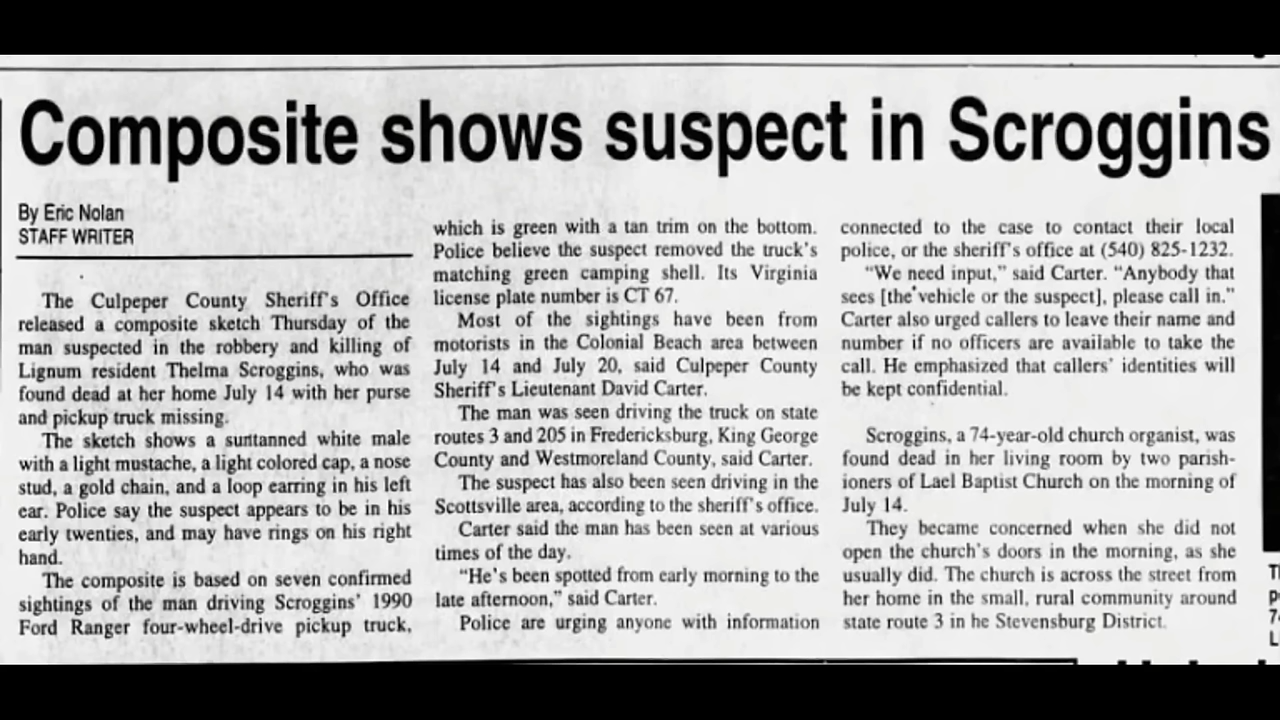 Composite shows suspect in Scroggins
By Eric Nolan
STAFF WRITER
The Culpeper County Sheriff's Office
released a composite sketch Thursday of the
man suspected in the robbery and killing of
Lignum resident Thelma Scroggins, who was
found dead at her home July 14 with her purse
and pickup truck missing.
The sketch shows a suntanned white male
with a light mustache, a light colored cap, a nose
stud, a gold chain, and a loop earring in his left
ear. Police say the suspect appears to be in his
early twenties, and may have rings on his right
hand.
The composite is based on seven confirmed
sightings of the man driving Scroggins' 1990
Ford Ranger four-wheel-drive pickup truck,
which is green with a tan trim on the bottom.
Police believe the suspect removed the truck's
matching green camping shell. Its Virginia
license plate number is CT 67.
Most of the sightings have been from
motorists in the Colonial Beach area between
July 14 and July 20, said Culpeper County
Sheriff's Lieutenant David Carter.
The man was seen driving the truck on state
routes 3 and 205 in Fredericksburg, King George
County and Westmoreland County, said Carter.
The suspect has also been seen driving in the
Scottsville area, according to the sheriff's office.
Carter said the man has been seen at various
times of the day.
"He's been spotted from early morning to the
late afternoon," said Carter.
Police are urging anyone with information
connected to the case to contact their local
police, or the sheriff's office at (540) 825-1232.
"We need input," said Carter. "Anybody that
sees [the vehicle or the suspect], please call in."
Carter also urged callers to leave their name and
number if no officers are available to take the
call. He emphasized that callers' identities will
be kept confidential.
Scroggins, a 74-year-old church organist, was
found dead in her living room by two parish-
ioners of Lael Baptist Church on the morning of
July 14.
They became concerned when she did not
open the church's doors in the morning, as she
usually did. The church is across the street from
her home in the small, rural community around
state route 3 in he Stevensburg District.